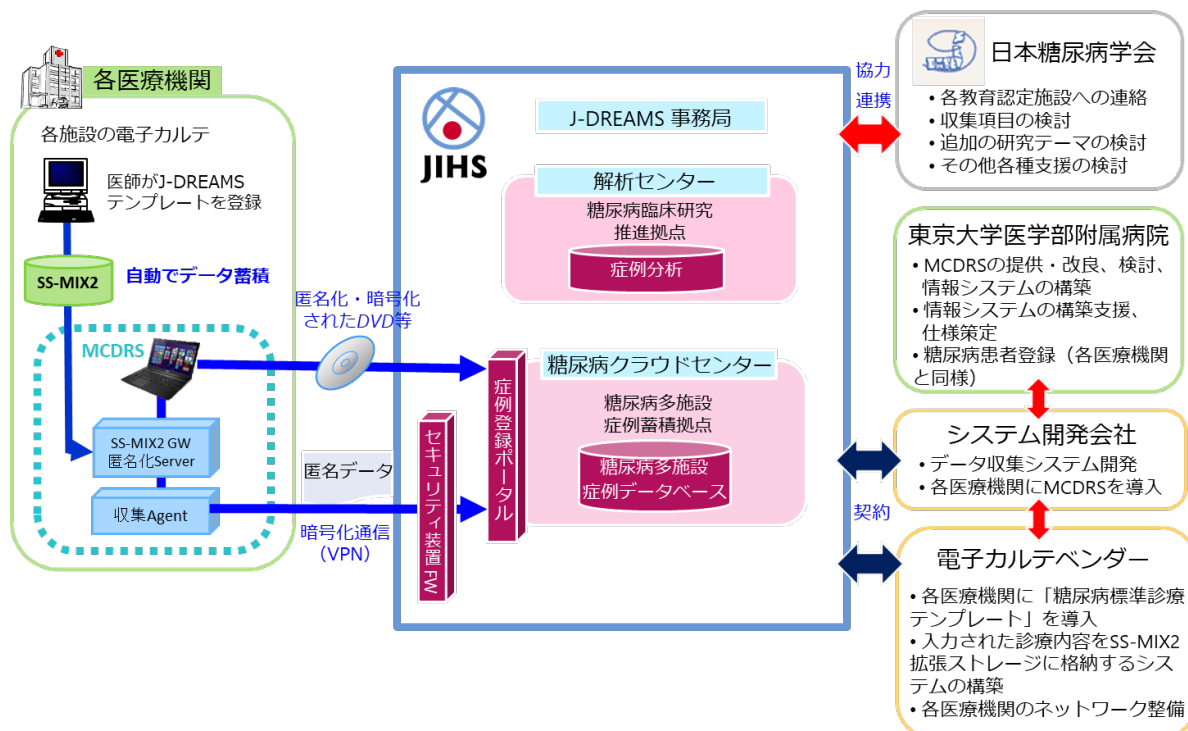 各医療機関
各施設の電子カルテ
医師がJ-DREAMS
テンプレートを登録
SS-MIX2
自動でデータ蓄積
MCDRS
SS-MIX2 GW
匿名化Server
収集Agent
匿名化・暗号化
されたDVD等
匿名データ
暗号化通信
（VPN）
セキュリティ装置 FW
症例登録ポータル
JIHS
J-DREAMS 事務局
解析センター
糖尿病臨床研究
推進拠点
症例分析
糖尿病クラウドセンター
糖尿病多施設
症例蓄積拠点
糖尿病多施設
症例データベース
協力
連携
契約
日本糖尿病学会
• 各教育認定施設への連絡
• 収集項目の検討
• 追加の研究テーマの検討
• その他各種支援の検討
東京大学医学部附属病院
• MCDRSの提供・改良、検討、
情報システムの構築
• 情報システムの構築支援、
仕様策定
• 糖尿病患者登録（各医療機関
と同様）
システム開発会社
• データ収集システム開発
• 各医療機関にMCDRSを導入
電子カルテベンダー
• 各医療機関に「糖尿病標準診療
テンプレート」を導入
• 入力された診療内容をSS-MIX2
拡張ストレージに格納するシス
テムの構築
• 各医療機関のネットワーク整備